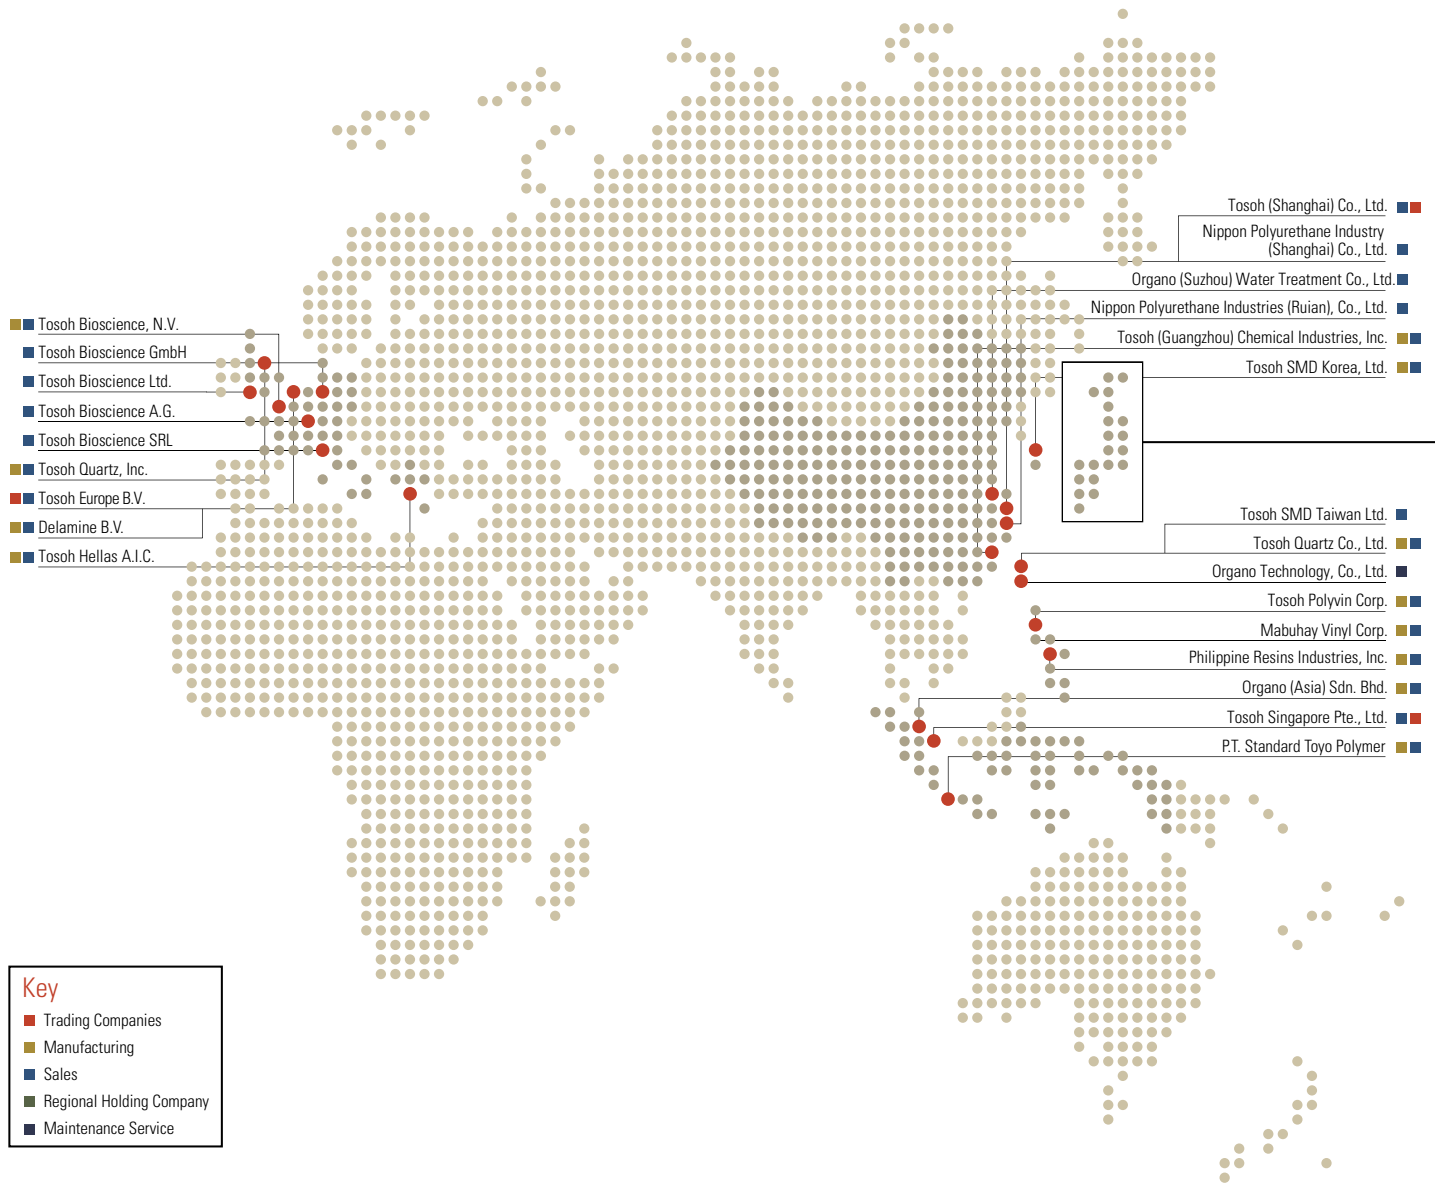 Tosoh (Shanghai) Co., Ltd.
Nippon Polyurethane Industry
(Shanghai) Co., Ltd.
Organo (Suzhou) Water Treatment Co., Ltd.
Nippon Polyurethane Industries (Ruian), Co., Ltd.
Tosoh (Guangzhou) Chemical Industries, Inc.
Tosoh SMD Korea, Ltd.
Tosoh Bioscience, N.V.
Tosoh Bioscience GmbH
Tosoh Bioscience Ltd.
Tosoh Bioscience A.G.
Tosoh Bioscience SRL
Tosoh Quartz, Inc.
Tosoh Europe B.V.
Delamine B.V.
Tosoh Hellas A.I.C.
Tosoh SMD Taiwan Ltd.
Tosoh Quartz Co., Ltd.
Organo Technology, Co., Ltd.
Tosoh Polyvin Corp.
Mabuhay Vinyl Corp.
Philippine Resins Industries, Inc.
Organo (Asia) Sdn. Bhd.
Tosoh Singapore Pte., Ltd.
P.T. Standard Toyo Polymer
Key
Trading Companies
Manufacturing
Sales
Regional Holding Company
Maintenance Service